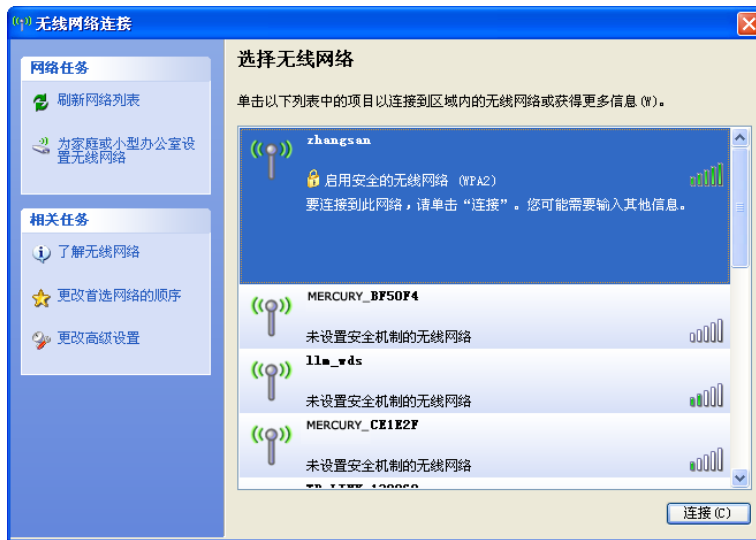 无线网络连接
网络任务
刷新网络列表
为家庭或小型办公室设
置无线网络
相关任务
了解无线网络
更改首选网络的顺序
更改高级设置
选择无线网络
单击以下列表中的项目以连接到区域内的无线网络或获得更多信息(W)。
zhangsan
启用安全的无线网络 (WPA2)
要连接到此网络，请单击“连接”。您可能需要输入其他信息。
MERCURY_BF50F4
未设置安全机制的无线网络
llm_wds
未设置安全机制的无线网络
MERCURY_CE1E2F
未设置安全机制的无线网络
连接(C)